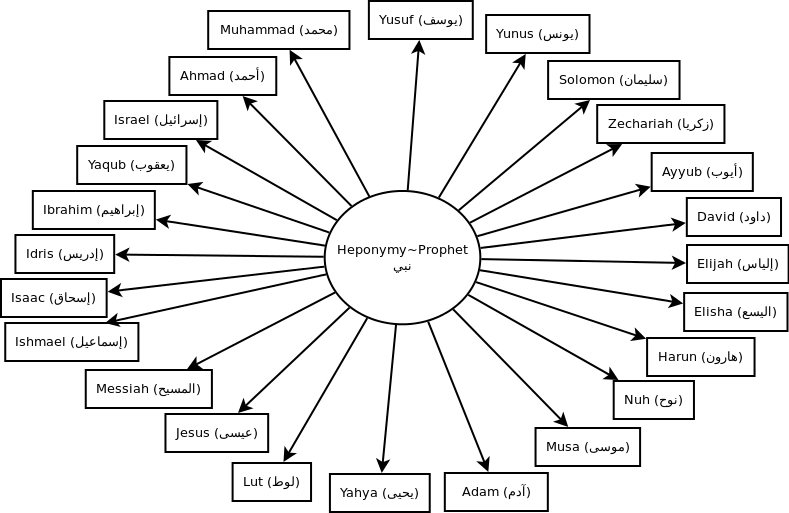 Yusuf (يوسف)
Yunus (يونس)
Solomon (سليمان)
Zechariah (زكريا)
Ayyub (أيوب)
David (داود)
Elijah (إلياس)
Elisha (اليسع)
Harun (هارون)
Nuh (نوح)
Musa (موسى)
Adam (آدم)
Yahya (يحيى)
Lut (لوط)
Jesus (عيسى)
Messiah (المسيح)
Ishmael (إسماعيل)
Isaac (إسحاق)
Idris (إدريس)
Ibrahim (إبراهيم)
Yaqub (يعقوب)
Israel (إسرائيل)
Ahmad (أحمد)
Muhammad (محمد)
Heponymy~Prophet
نبي